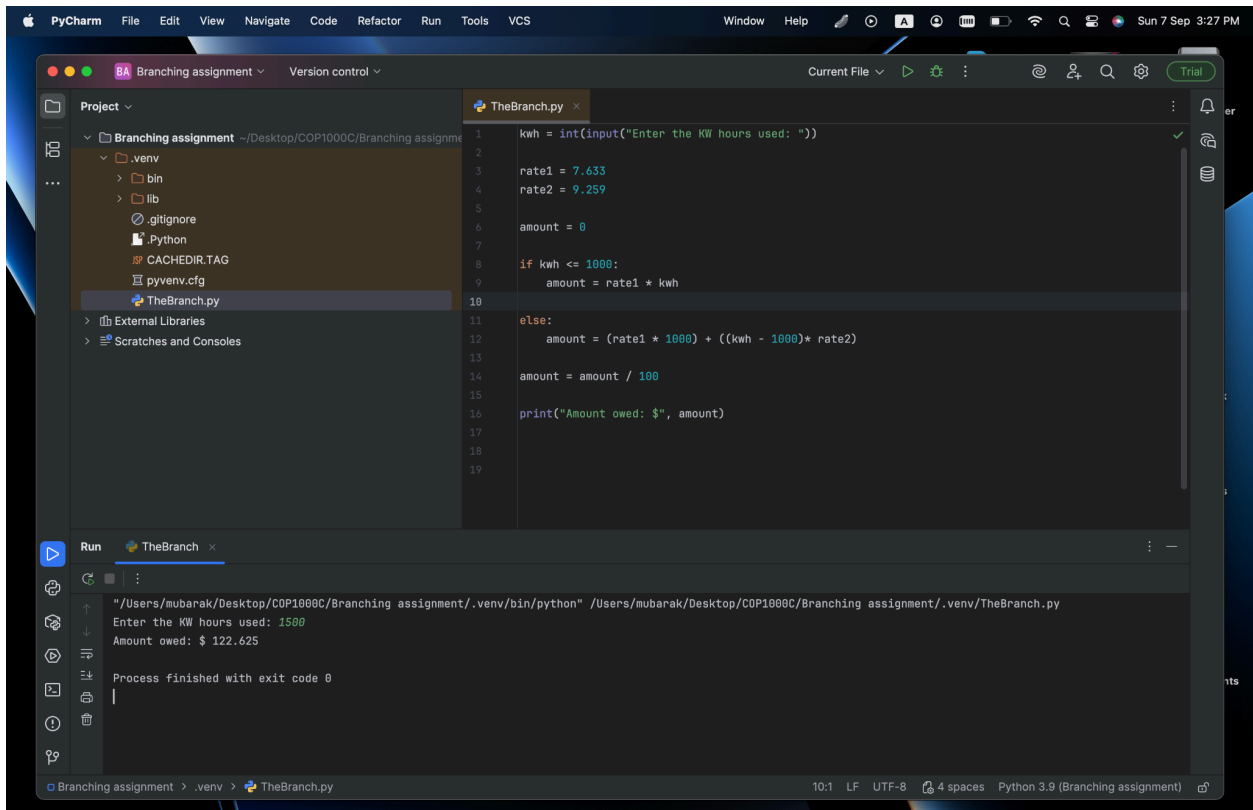 PyCharm File Edit View Navigate Code Refactor Run Tools VCS Window Help A Sun 7 Sep 3:27 PM
BA Branching assignment Version control Current File Trial
Project
TheBranch.py
er
Branching assignment ~/Desktop/COP1000C/Branching assignme
.venv
bin
lib
.gitignore
.Python
JSP CACHEDIR.TAG
pyvenv.cfg
TheBranch.py
External Libraries
Scratches and Consoles
1 kwh = int(input("Enter the KW hours used: "))
2
3 rate1 = 7.633
4 rate2 = 9.259
5
6 amount = 0
7
8 if kwh <= 1000:
9 amount = rate1 * kwh
10
11 else:
12 amount = (rate1 * 1000) + ((kwh - 1000)* rate2)
13
14 amount = amount / 100
15
16 print("Amount owed: $", amount)
17
18
19
Run TheBranch
"/Users/mubarak/Desktop/COP1000C/Branching assignment/.venv/bin/python" /Users/mubarak/Desktop/COP1000C/Branching assignment/.venv/TheBranch.py
Enter the KW hours used: 1500
Amount owed: $ 122.625
Process finished with exit code 0
nts
Branching assignment > .venv > TheBranch.py 10:1 LF UTF-8 4 spaces Python 3.9 (Branching assignment)